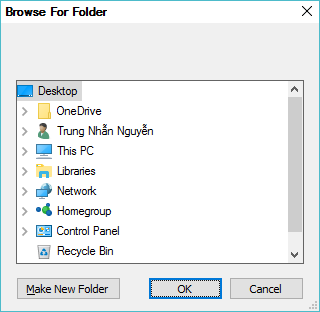 Browse For Folder
Desktop
OneDrive
Trung Nhẫn Nguyễn
This PC
Libraries
Network
Homegroup
Control Panel
Recycle Bin
Make New Folder
OK
Cancel